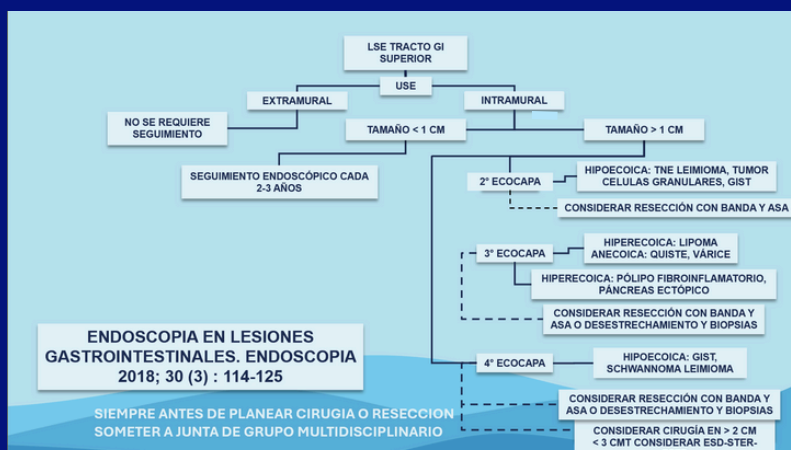 LSE TRACTO GI
SUPERIOR
USE
EXTRAMURAL
INTRAMURAL
NO SE REQUIERE
SEGUIMIENTO
TAMAÑO < 1 CM
TAMAÑO > 1 CM
SEGUIMIENTO ENDOSCÓPICO CADA
2-3 AÑOS
2° ECOCAPA
HIPOECOICA: TNE LEIMIOMA, TUMOR
CELULAS GRANULARES, GIST
CONSIDERAR RESECCIÓN CON BANDA Y ASA
3° ECOCAPA
HIPERECOICA: LIPOMA
ANECOICA: QUISTE, VÁRICE
HIPERECOICA: PÓLIPO FIBROINFLAMATORIO,
PÁNCREAS ECTÓPICO
CONSIDERAR RESECCIÓN CON BANDA Y
ASA O DESESTRECHAMIENTO Y BIOPSIAS
4° ECOCAPA
HIPOECOICA: GIST,
SCHWANNOMA LEIMIOMA
CONSIDERAR RESECCIÓN CON BANDA Y
ASA O DESESTRECHAMIENTO Y BIOPSIAS
CONSIDERAR CIRUGÍA EN > 2 CM
< 3 CMT CONSIDERAR ESD-STER-
ENDOSCOPIA EN LESIONES
GASTROINTESTINALES. ENDOSCOPIA
2018; 30 (3) : 114-125
SIEMPRE ANTES DE PLANEAR CIRUGIA O RESECCION
SOMETER A JUNTA DE GRUPO MULTIDISCIPLINARIO